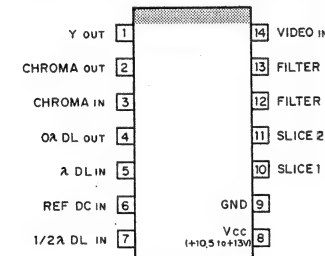 Y OUT 1
CHROMA OUT 2
CHROMA IN 3
0λ DL OUT 4
λ DL IN 5
REF DC IN 6
1/2λ DL IN 7
14 VIDEO IN
13 FILTER
12 FILTER
11 SLICE 2
10 SLICE 1
GND 9
Vcc 8
(+10,5 to +13V)